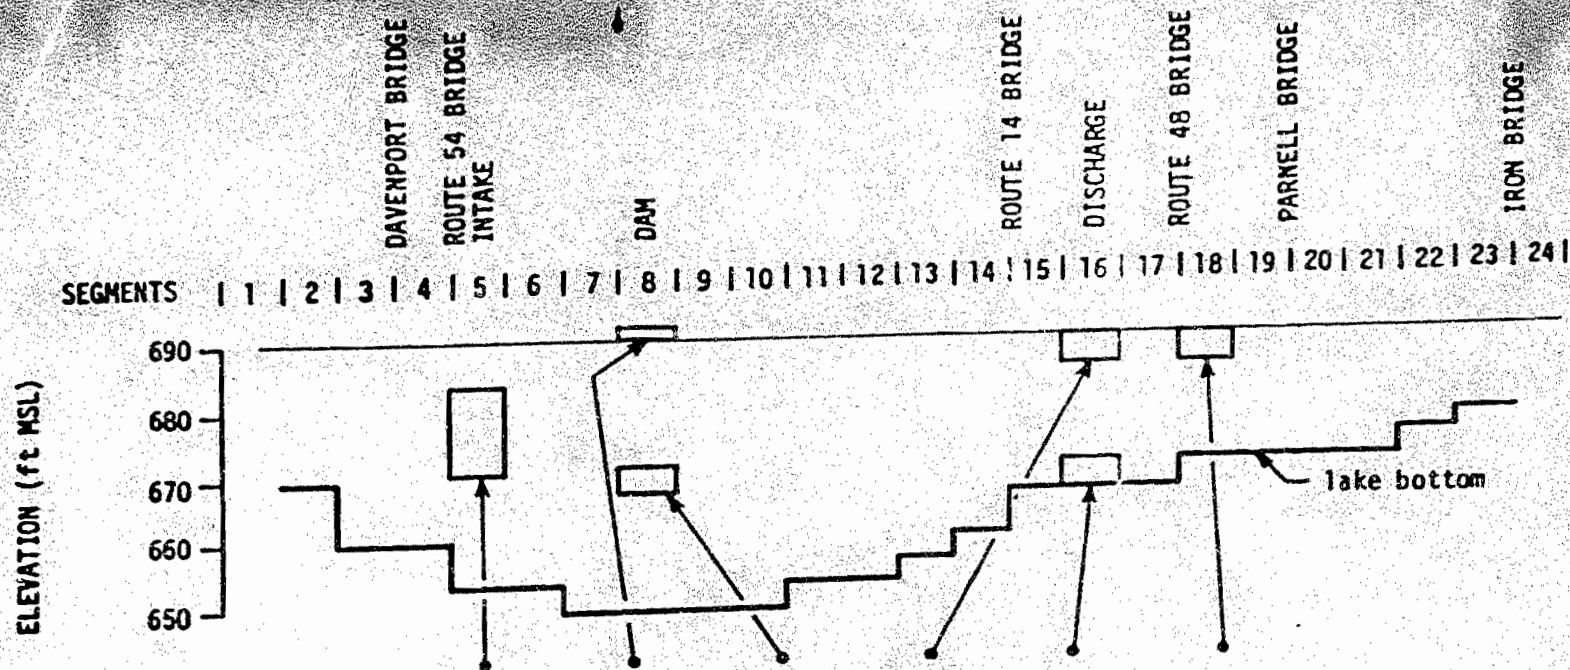 DAVENPORT BRIDGE
ROUTE 54 BRIDGE
INTAKE
DAM
ROUTE 14 BRIDGE
DISCHARGE
ROUTE 48 BRIDGE
PARNELL BRIDGE
IRON BRIDGE
SEGMENTS | 1 | 2 | 3 | 4 | 5 | 6 | 7 | 8 | 9 | 10 | 11 | 12 | 13 | 14 | 15 | 16 | 17 | 18 | 19 | 20 | 21 | 22 | 23 | 24 |
ELEVATION (ft MSL)
690
680
670
660
650
lake bottom